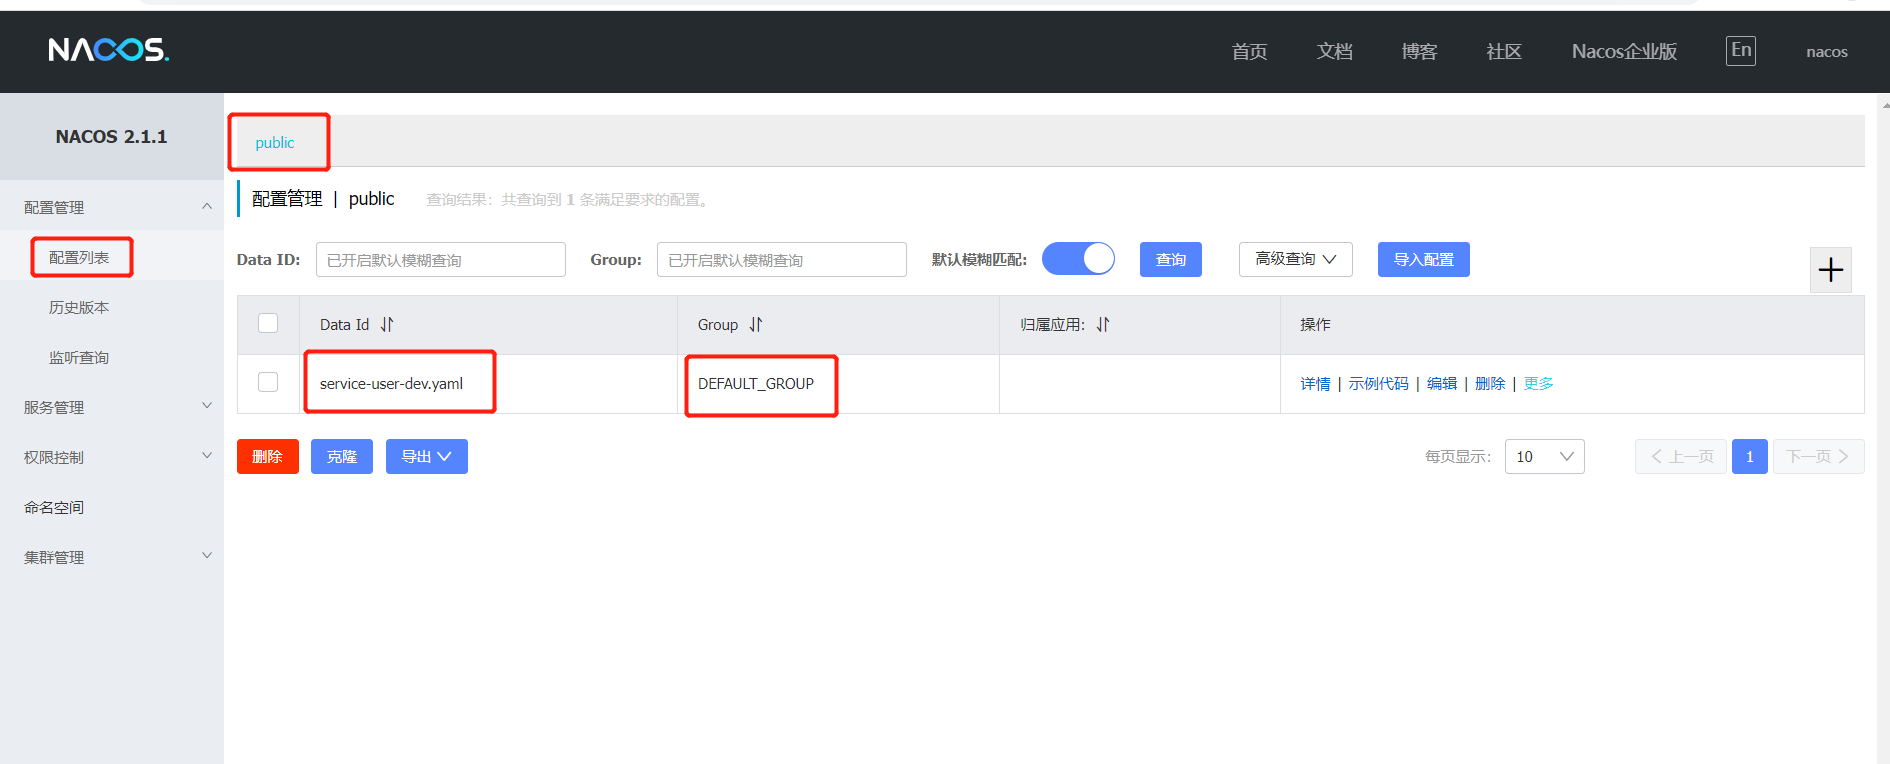 NACOS.
首页 文档 博客 社区 Nacos企业版 En nacos
NACOS 2.1.1
配置管理
配置列表
历史版本
监听查询
服务管理
权限控制
命名空间
集群管理
public
配置管理 | public 查询结果：共查询到 1 条满足要求的配置。
Data ID: 已开启默认模糊查询 Group: 已开启默认模糊查询 默认模糊匹配: 查询 高级查询 导入配置
Data Id Group 归属应用: 操作
service-user-dev.yaml DEFAULT_GROUP 详情 | 示例代码 | 编辑 | 删除 | 更多
删除 克隆 导出 每页显示: 10 上一页 1 下一页